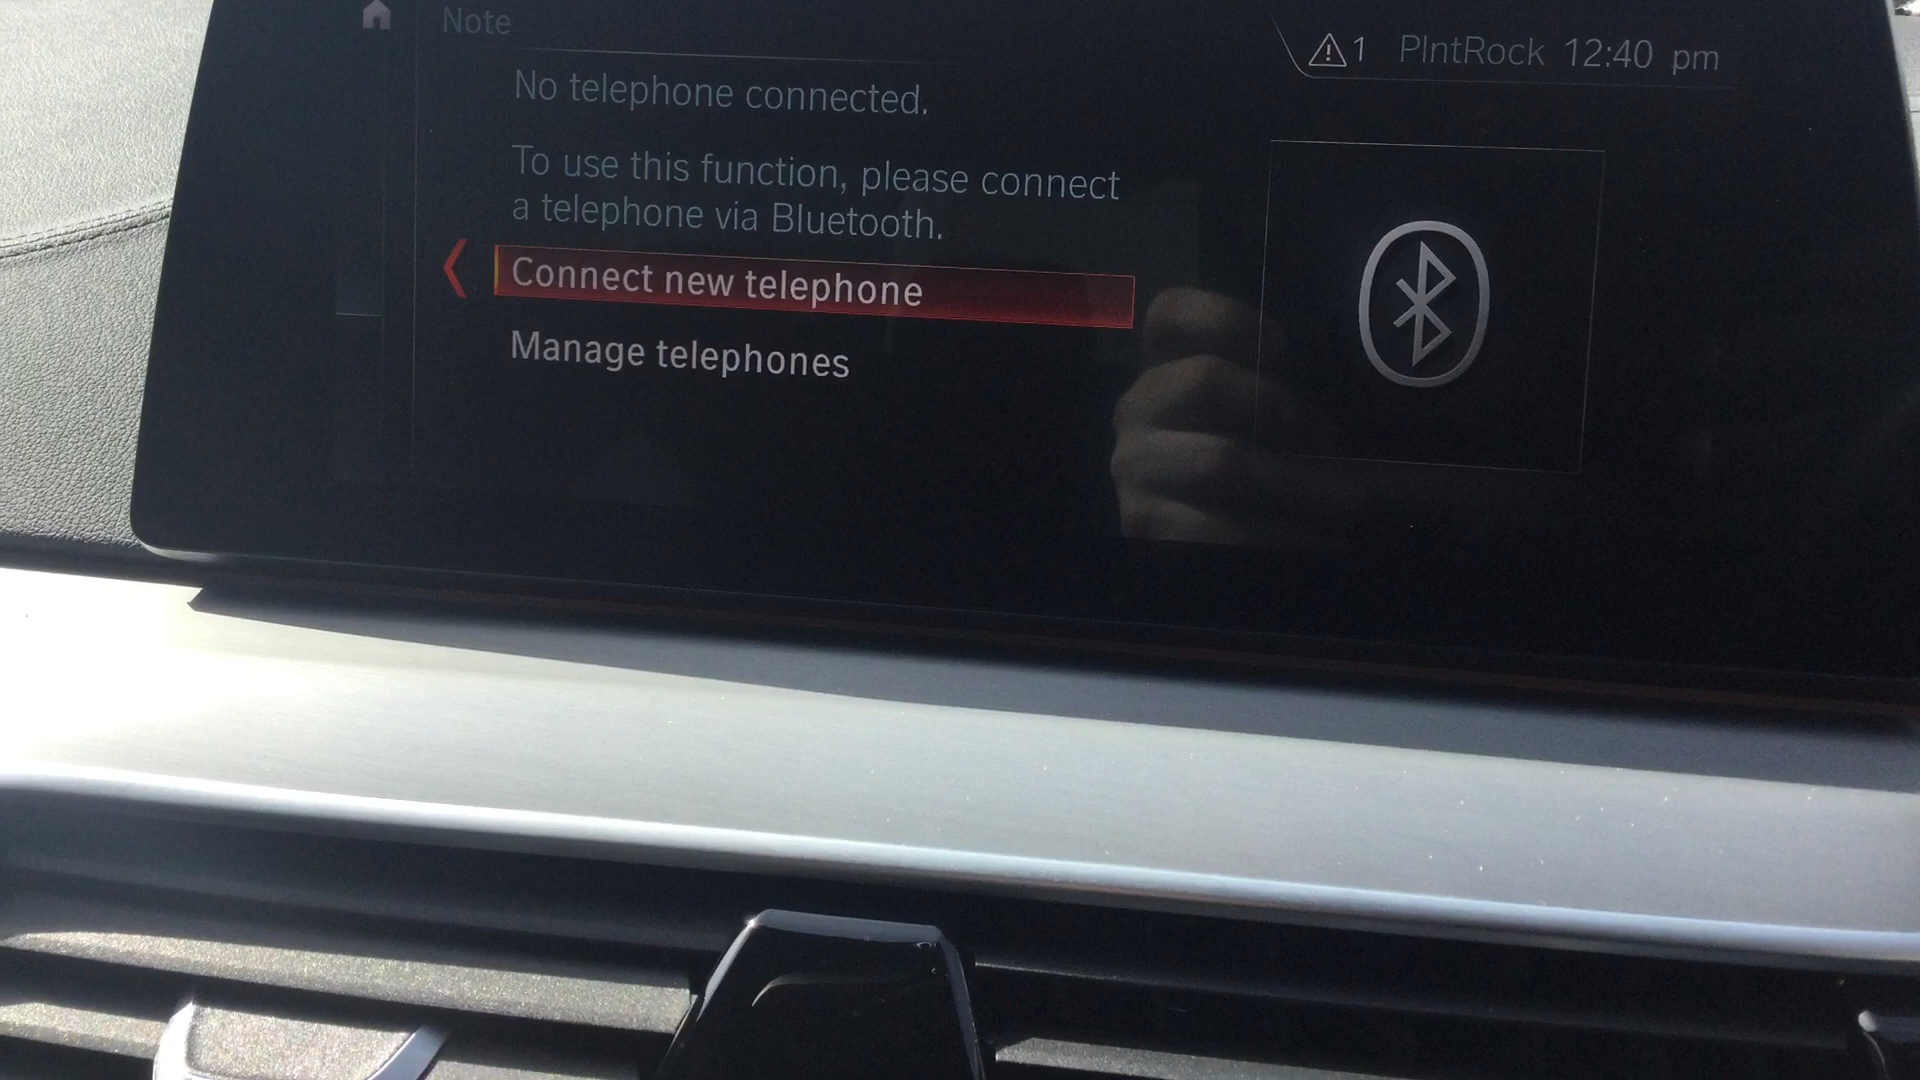 Note
1 PlntRock 12:40 pm
No telephone connected.
To use this function, please connect
a telephone via Bluetooth.
Connect new telephone
Manage telephones